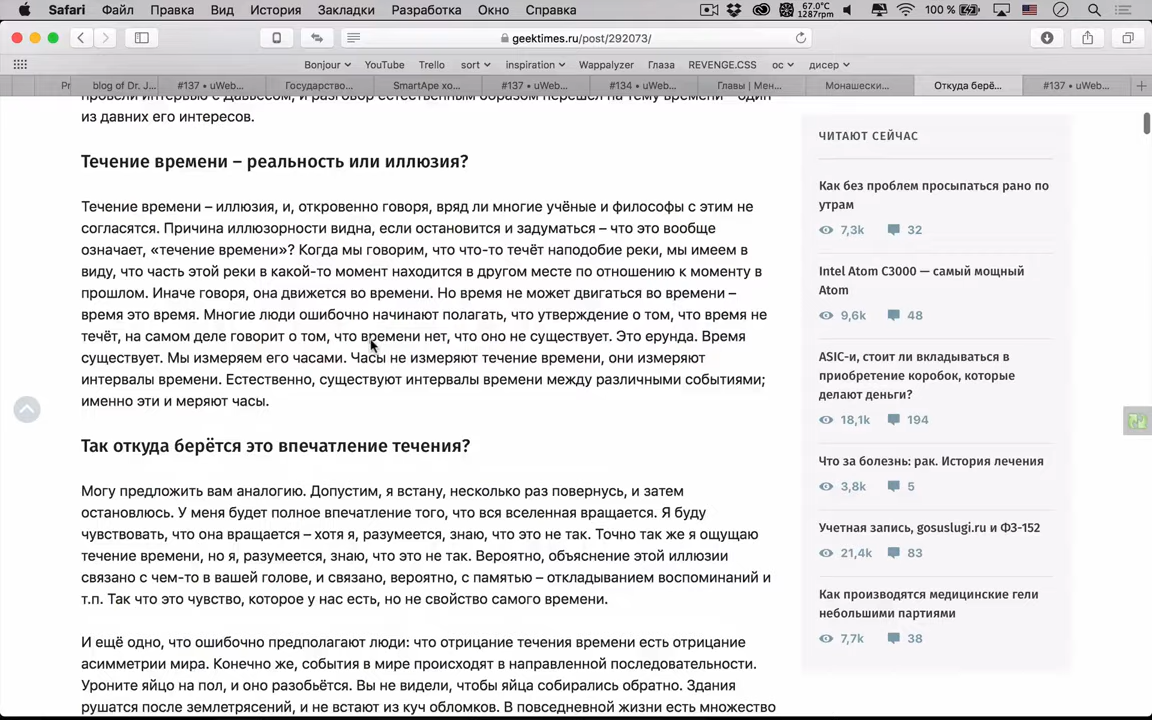 Safari Файл Правка Вид История Закладки Разработка Окно Справка 67.0°C 1287rpm 100 %
geektimes.ru/post/292073/
Bonjour YouTube Trello sort inspiration Wappalyzer Глаза REVENGE.CSS ос дисер
blog of Dr. J... #137 • uWeb... Государство... SmartApe хо... #137 • uWeb... #134 • uWeb... Главы | Мен... Монашески... Откуда берё... #137 • uWeb...
из давних его интересов.
Течение времени – реальность или иллюзия?
Течение времени – иллюзия, и, откровенно говоря, вряд ли многие учёные и философы с этим не
согласятся. Причина иллюзорности видна, если остановится и задуматься – что это вообще
означает, «течение времени»? Когда мы говорим, что что-то течёт наподобие реки, мы имеем в
виду, что часть этой реки в какой-то момент находится в другом месте по отношению к моменту в
прошлом. Иначе говоря, она движется во времени. Но время не может двигаться во времени –
время это время. Многие люди ошибочно начинают полагать, что утверждение о том, что время не
течёт, на самом деле говорит о том, что времени нет, что оно не существует. Это ерунда. Время
существует. Мы измеряем его часами. Часы не измеряют течение времени, они измеряют
интервалы времени. Естественно, существуют интервалы времени между различными событиями;
именно эти и меряют часы.
Так откуда берётся это впечатление течения?
Могу предложить вам аналогию. Допустим, я встану, несколько раз повернусь, и затем
остановлюсь. У меня будет полное впечатление того, что вся вселенная вращается. Я буду
чувствовать, что она вращается – хотя я, разумеется, знаю, что это не так. Точно так же я ощущаю
течение времени, но я, разумеется, знаю, что это не так. Вероятно, объяснение этой иллюзии
связано с чем-то в вашей голове, и связано, вероятно, с памятью – откладыванием воспоминаний и
т.п. Так что это чувство, которое у нас есть, но не свойство самого времени.
И ещё одно, что ошибочно предполагают люди: что отрицание течения времени есть отрицание
асимметрии мира. Конечно же, события в мире происходят в направленной последовательности.
Уроните яйцо на пол, и оно разобьётся. Вы не видели, чтобы яйца собирались обратно. Здания
рушатся после землетрясений, и не встают из куч обломков. В повседневной жизни есть множество
ЧИТАЮТ СЕЙЧАС
Как без проблем просыпаться рано по
утрам
7,3k 32
Intel Atom C3000 — самый мощный
Atom
9,6k 48
ASIC-и, стоит ли вкладываться в
приобретение коробок, которые
делают деньги?
18,1k 194
Что за болезнь: рак. История лечения
3,8k 5
Учетная запись, gosuslugi.ru и ФЗ-152
21,4k 83
Как производятся медицинские гели
небольшими партиями
7,7k 38